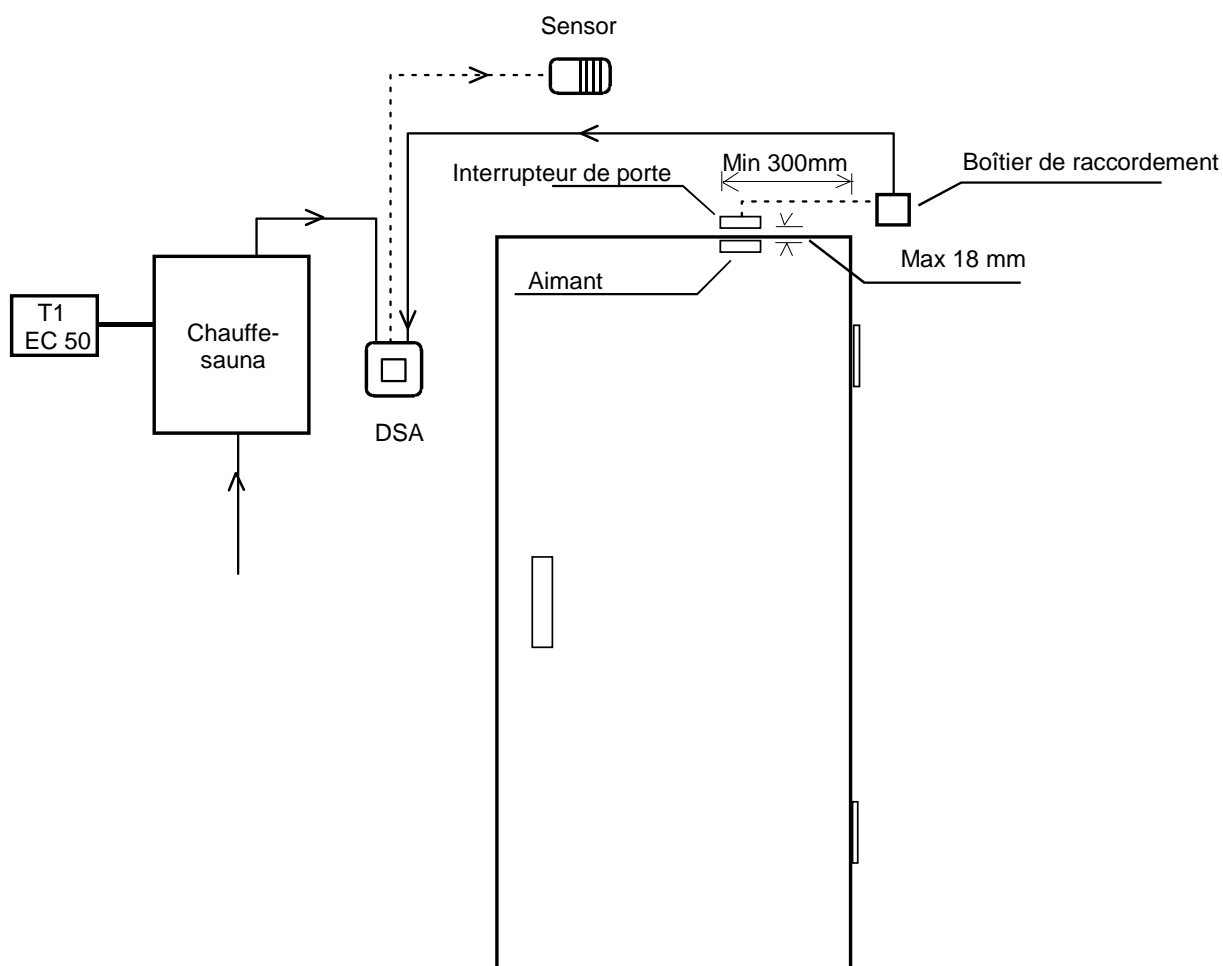 Sensor
Min 300mm
Boîtier de raccordement
Interrupteur de porte
Max 18 mm
Aimant
T1
EC 50
Chauffe-
sauna
DSA